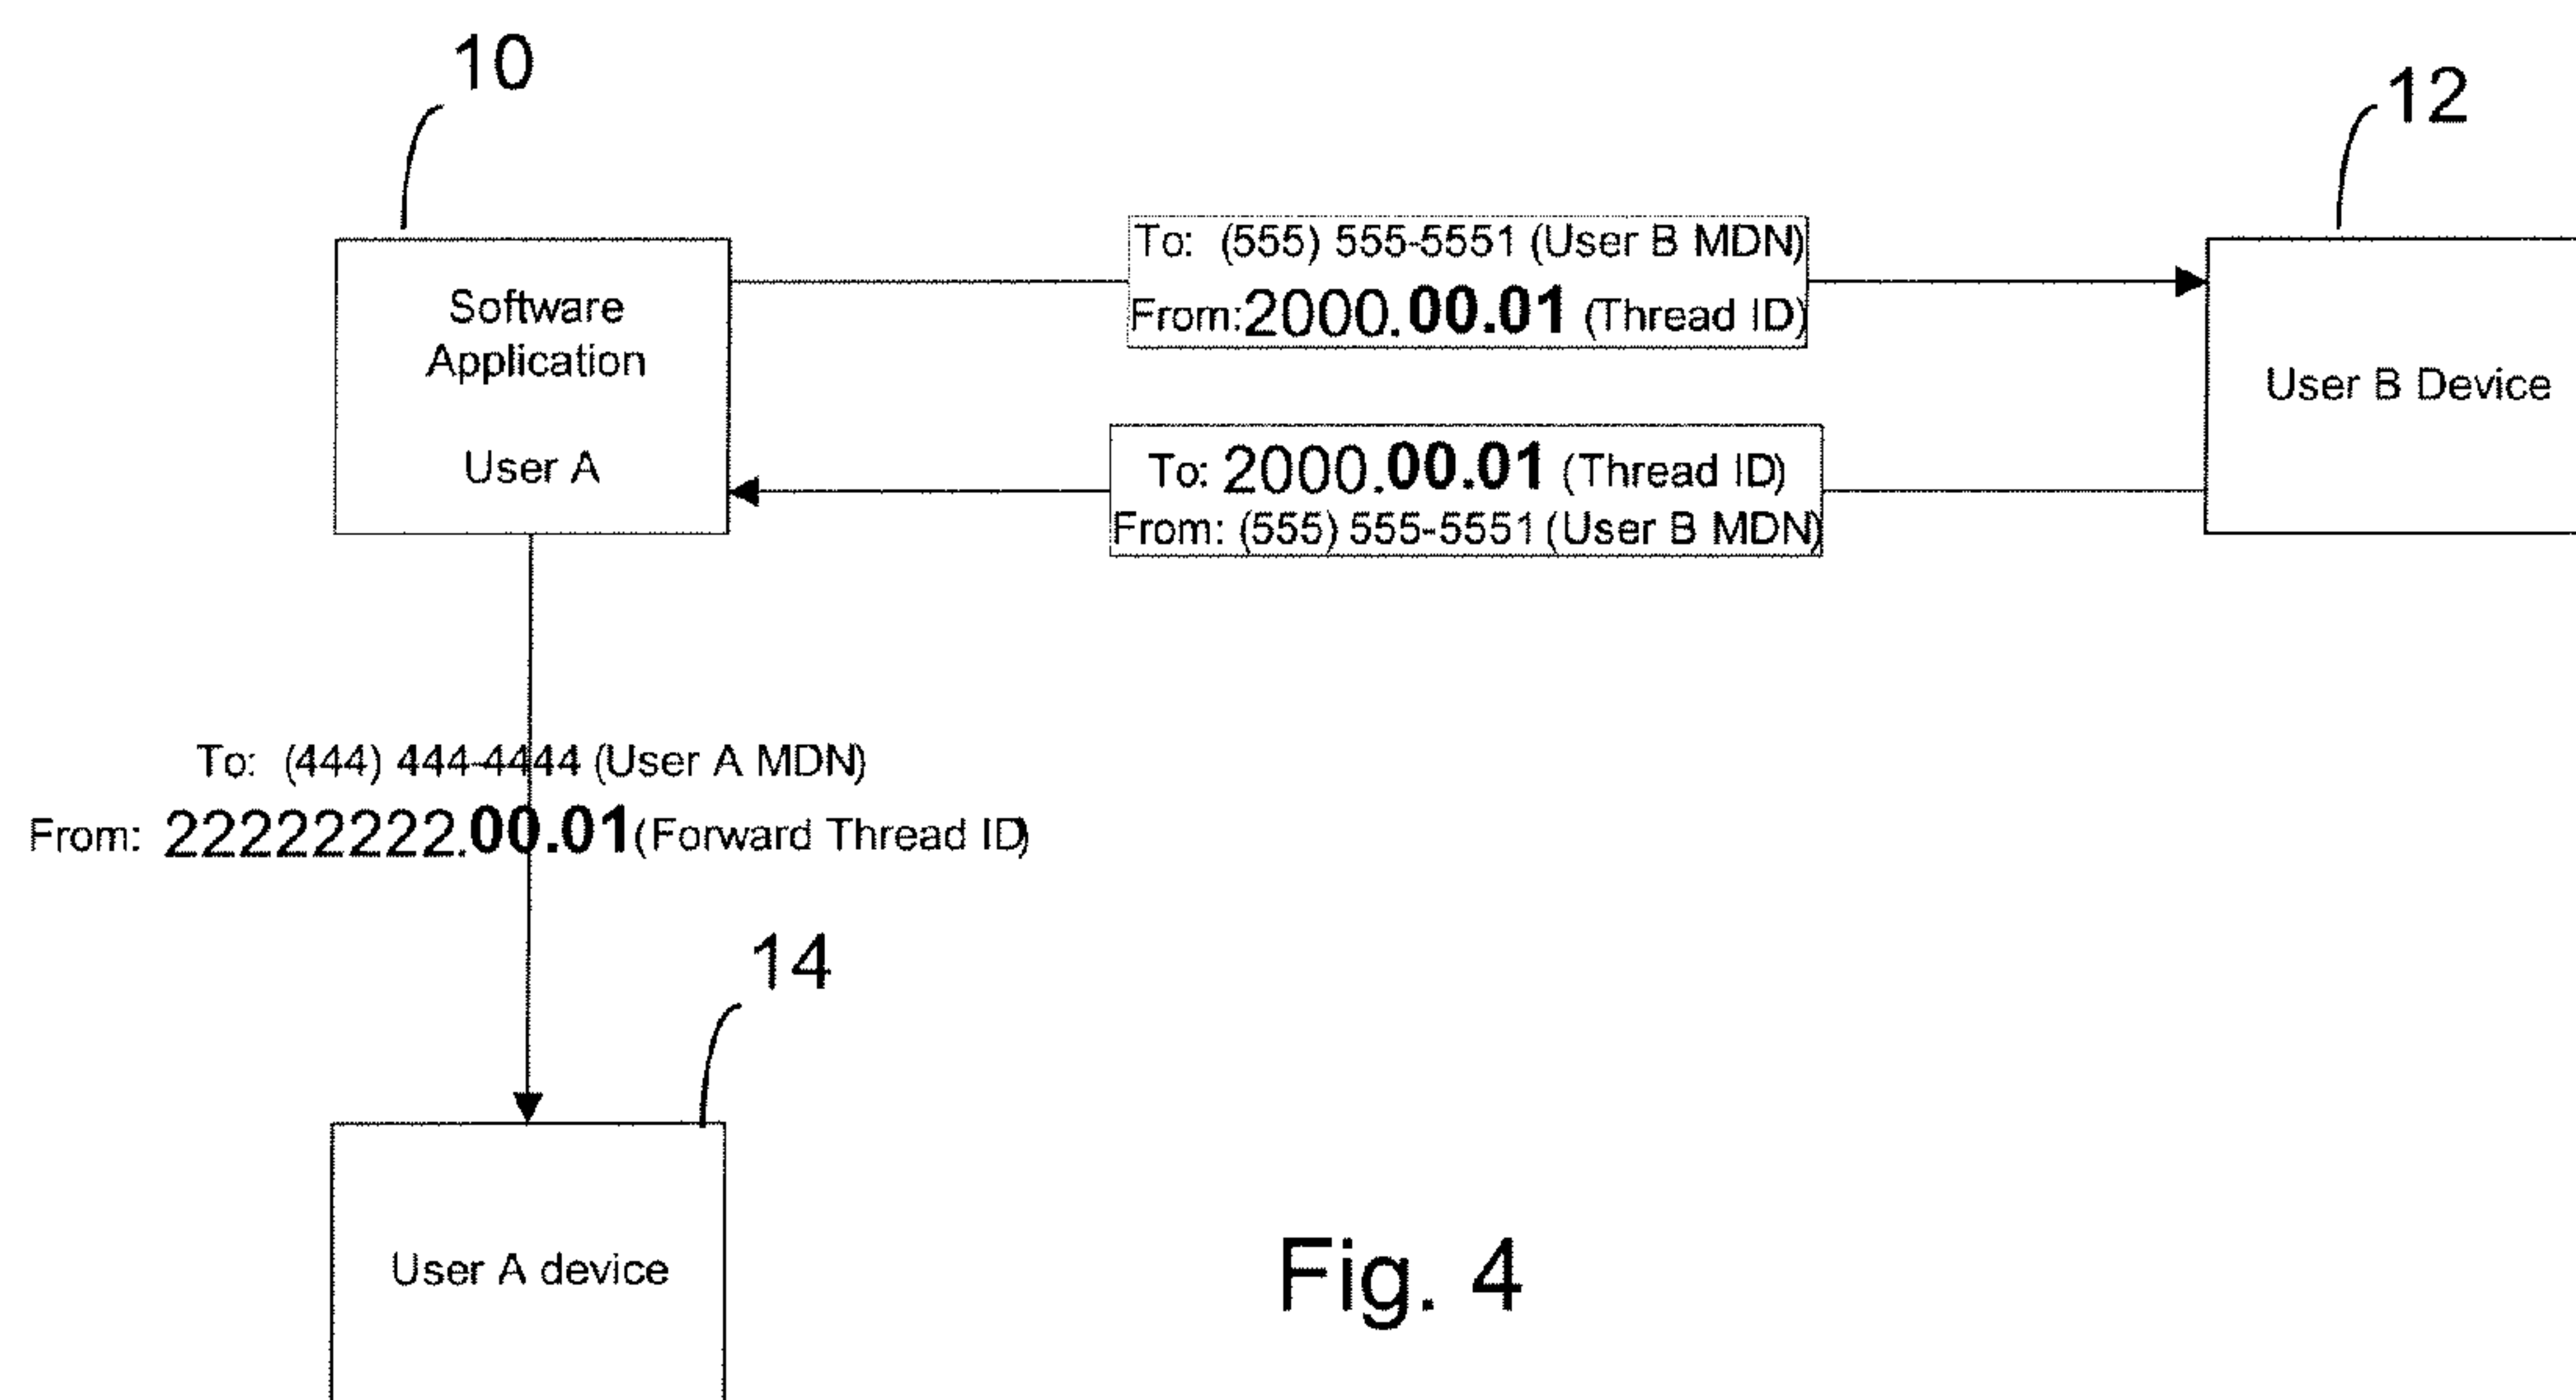 10
12
To: (555) 555-5551 (User B MDN)
From:2000.00.01 (Thread ID)
Software
Application
User A
User B Device
To: 2000.00.01 (Thread ID)
From: (555) 555-5551 (User B MDN)
To: (444) 444-4444 (User A MDN)
From: 22222222.00.01(Forward Thread ID)
14
User A device
Fig. 4